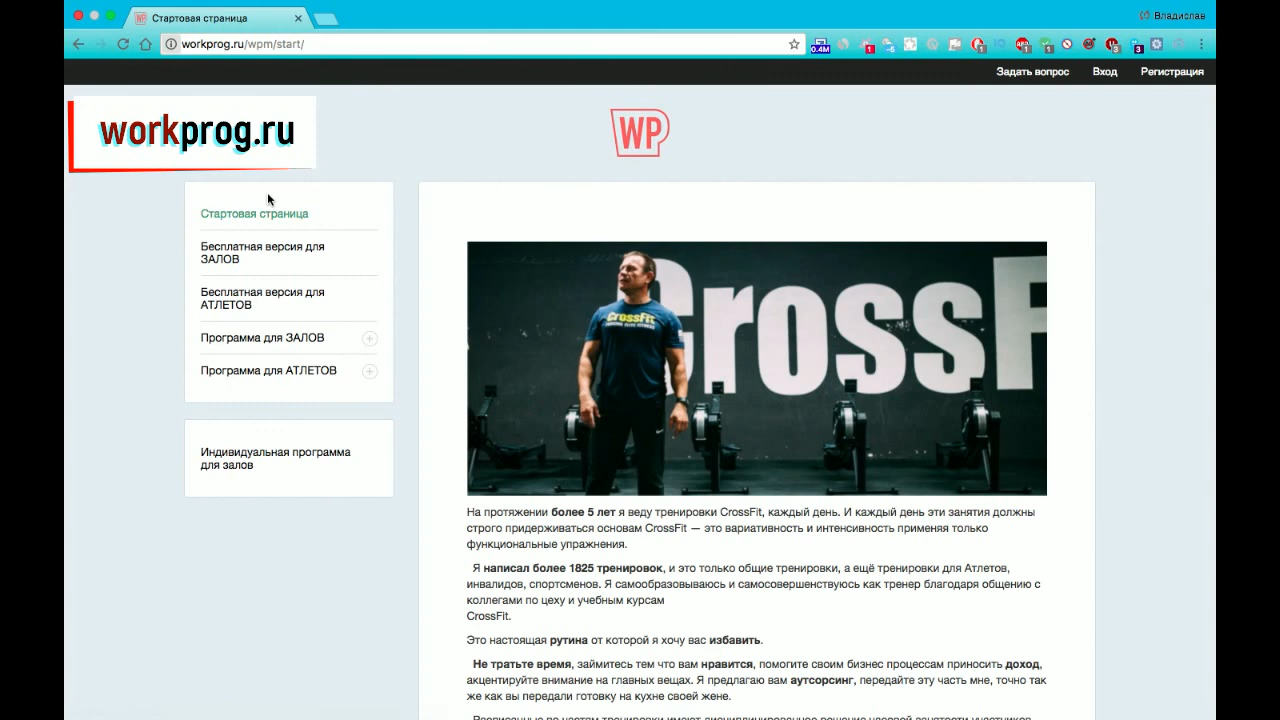 Стартовая страница
Владислав
workprog.ru/wpm/start/
Задать вопрос Вход Регистрация
workprog.ru
WP
Стартовая страница
Бесплатная версия для
ЗАЛОВ
Бесплатная версия для
АТЛЕТОВ
Программа для ЗАЛОВ
Программа для АТЛЕТОВ
Индивидуальная программа
для залов
CrossF
CrossFit
На протяжении более 5 лет я веду тренировки CrossFit, каждый день. И каждый день эти занятия должны
строго придерживаться основам CrossFit — это вариативность и интенсивность применяя только
функциональные упражнения.
Я написал более 1825 тренировок, и это только общие тренировки, а ещё тренировки для Атлетов,
инвалидов, спортсменов. Я самообразовываюсь и самосовершенствуюсь как тренер благодаря общению с
коллегами по цеху и учебным курсам
CrossFit.
Это настоящая рутина от которой я хочу вас избавить.
Не тратьте время, займитесь тем что вам нравится, помогите своим бизнес процессам приносить доход,
акцентируйте внимание на главных вещах. Я предлагаю вам аутсорсинг, передайте эту часть мне, точно так
же как вы передали готовку на кухне своей жене.